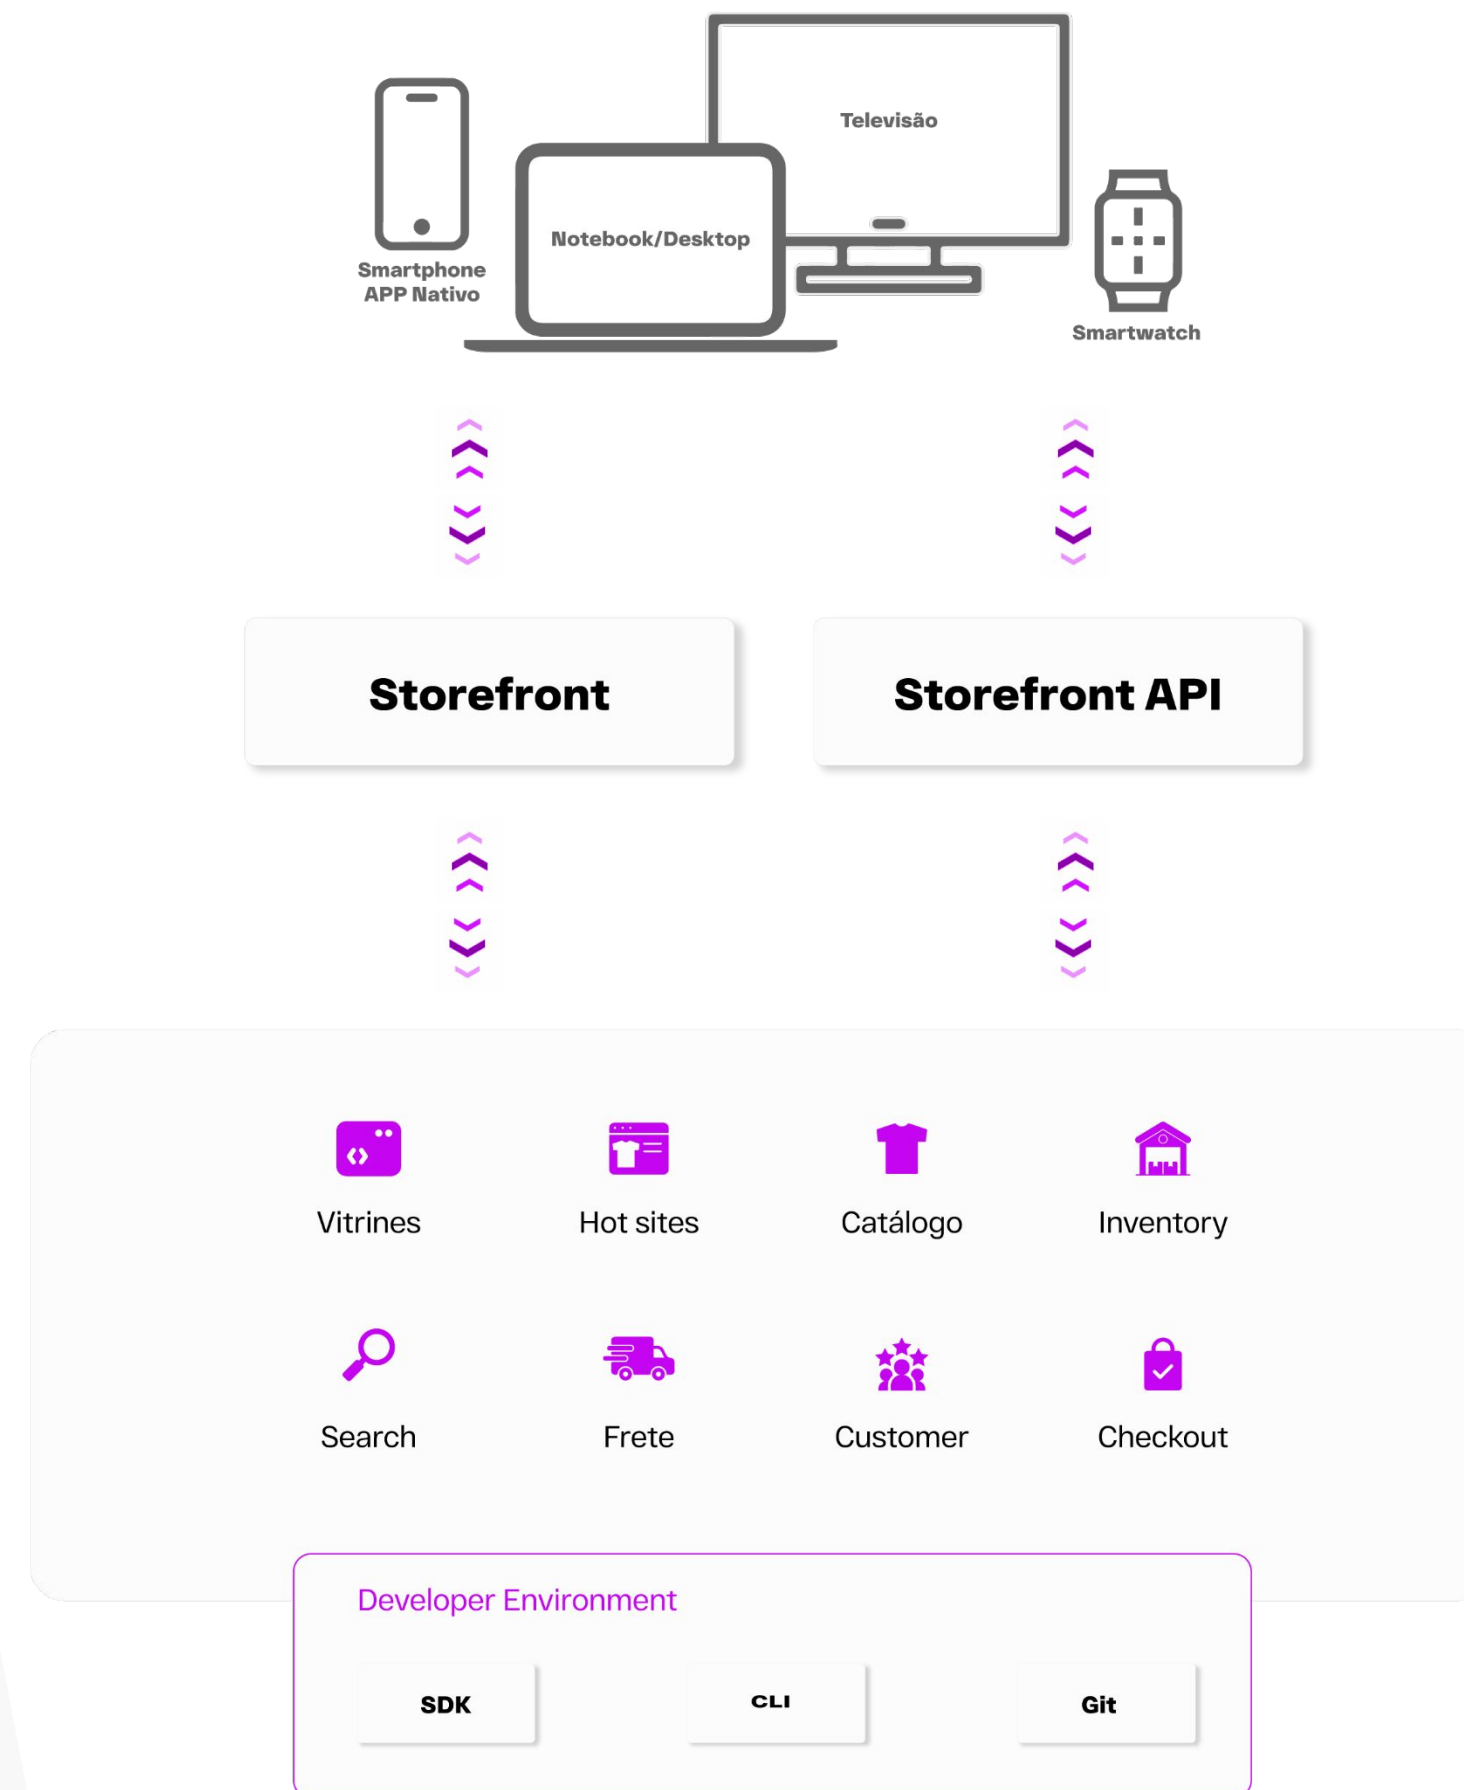 Televisão
Notebook/Desktop
Smartphone
APP Nativo
Smartwatch
Storefront
Storefront API
Vitrines
Hot sites
Catálogo
Inventory
Search
Frete
Customer
Checkout
Developer Environment
SDK
CLI
Git